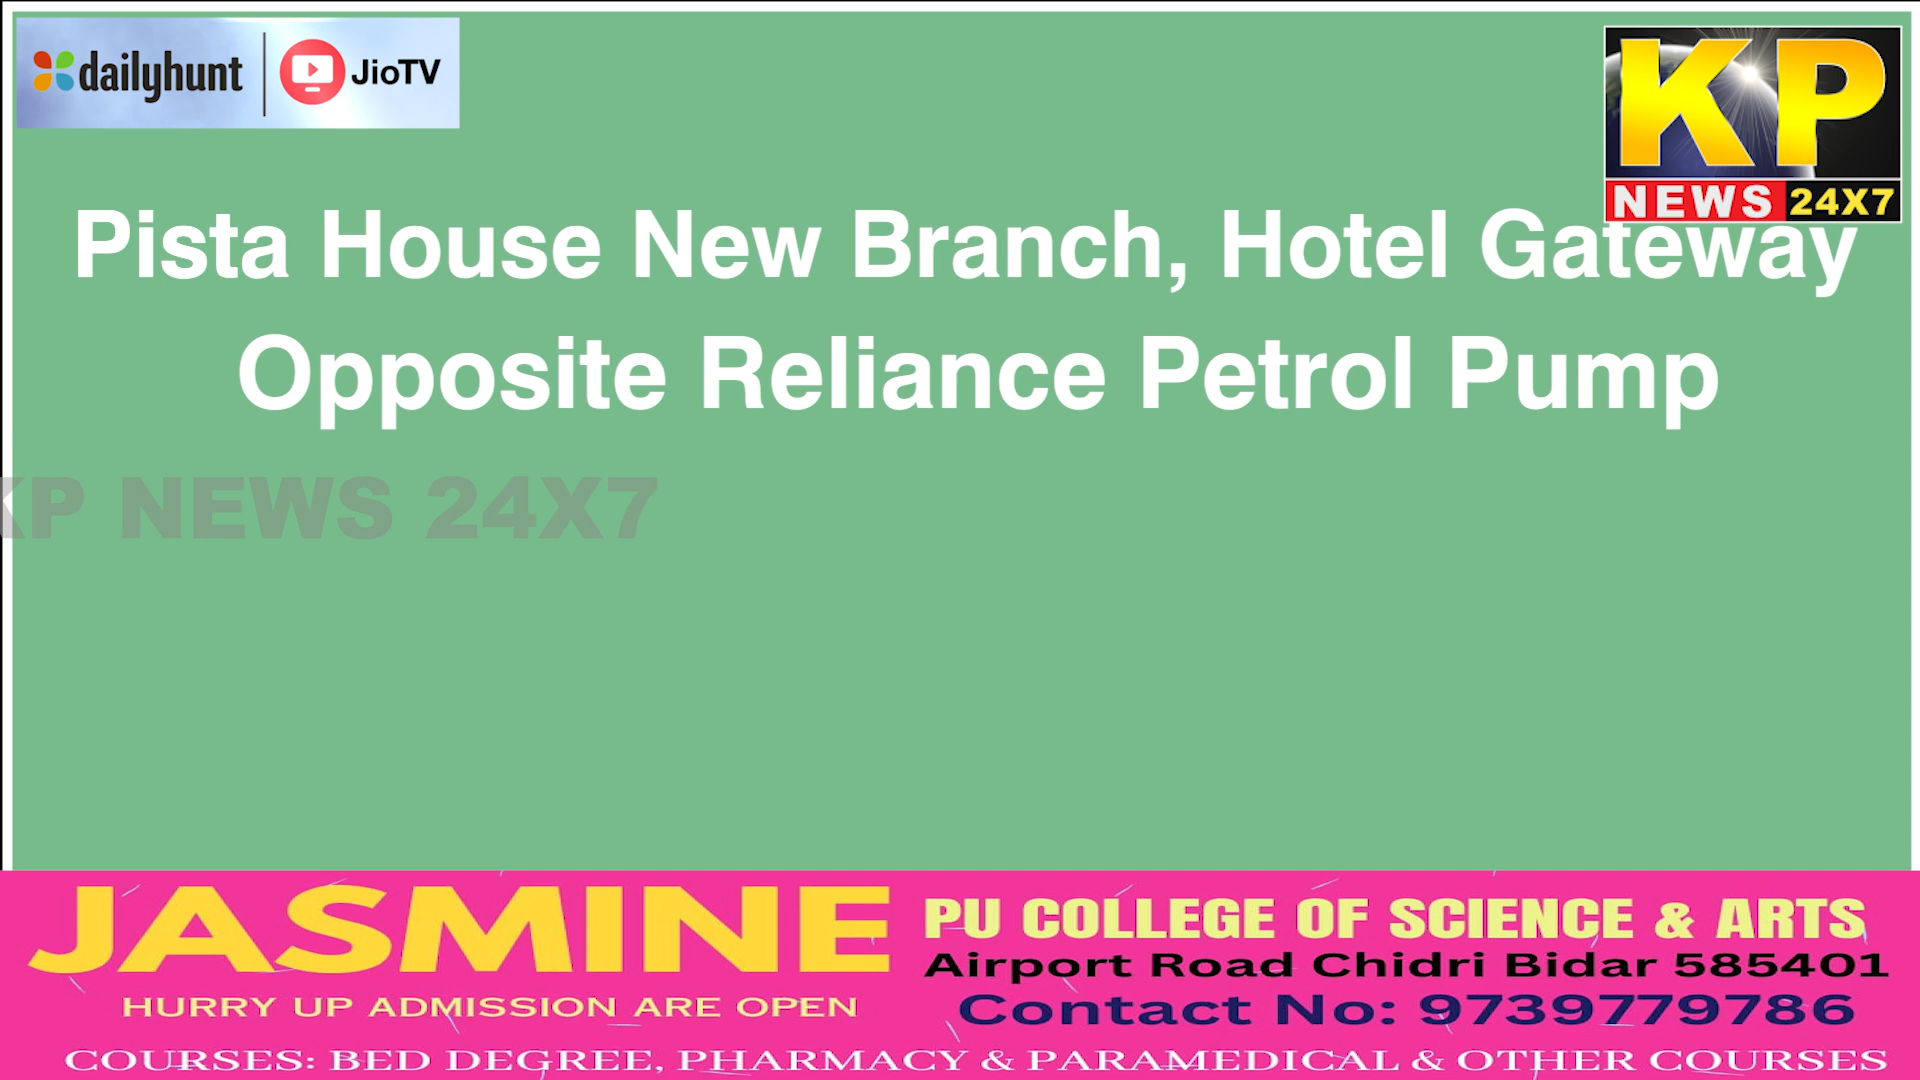 dailyhunt JioTV
KP
NEWS 24X7
Pista House New Branch, Hotel Gateway
Opposite Reliance Petrol Pump
KP NEWS 24X7
JASMINE
HURRY UP ADMISSION ARE OPEN
PU COLLEGE OF SCIENCE & ARTS
Airport Road Chidri Bidar 585401
Contact No: 9739779786
COURSES: BED DEGREE, PHARMACY & PARAMEDICAL & OTHER COURSES